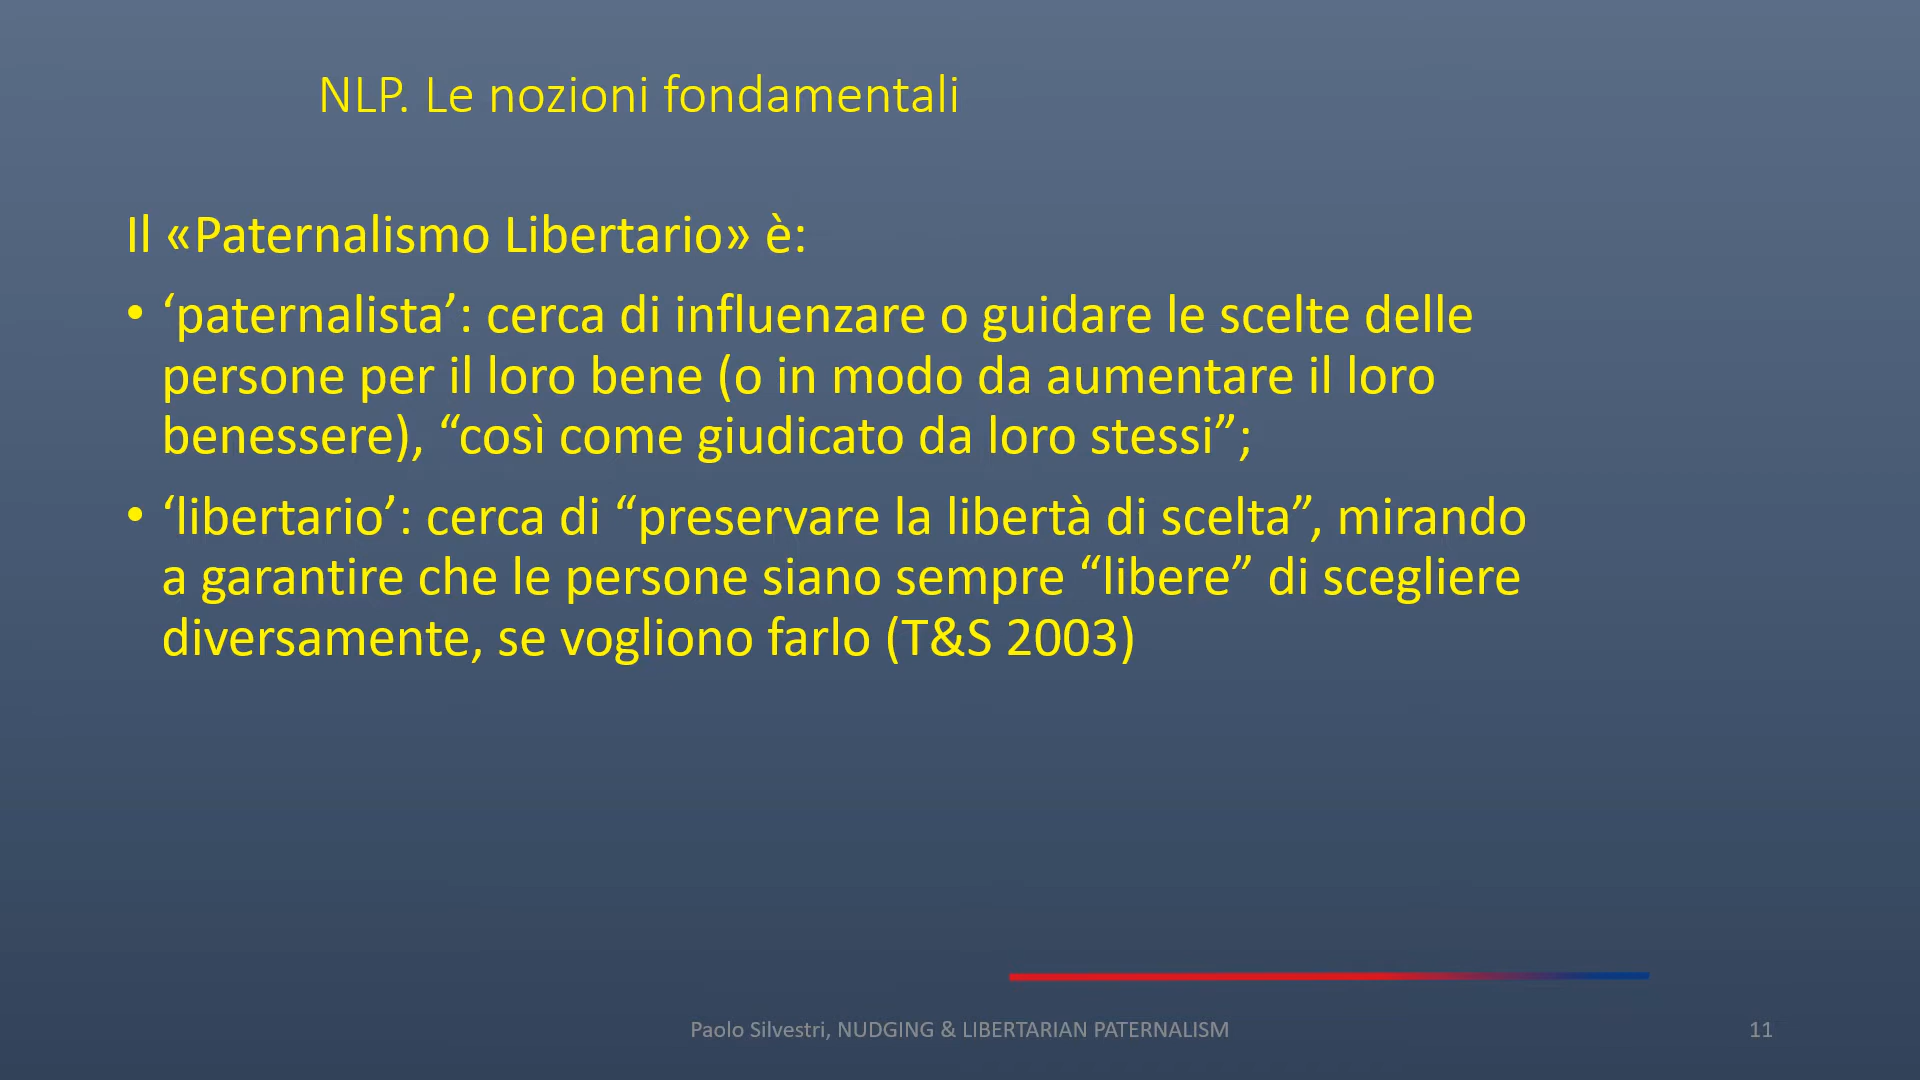 NLP. Le nozioni fondamentali
Il «Paternalismo Libertario» è:
• ‘paternalista’: cerca di influenzare o guidare le scelte delle
persone per il loro bene (o in modo da aumentare il loro
benessere), “così come giudicato da loro stessi”;
• ‘libertario’: cerca di “preservare la libertà di scelta”, mirando
a garantire che le persone siano sempre “libere” di scegliere
diversamente, se vogliono farlo (T&S 2003)
Paolo Silvestri, NUDGING & LIBERTARIAN PATERNALISM
11